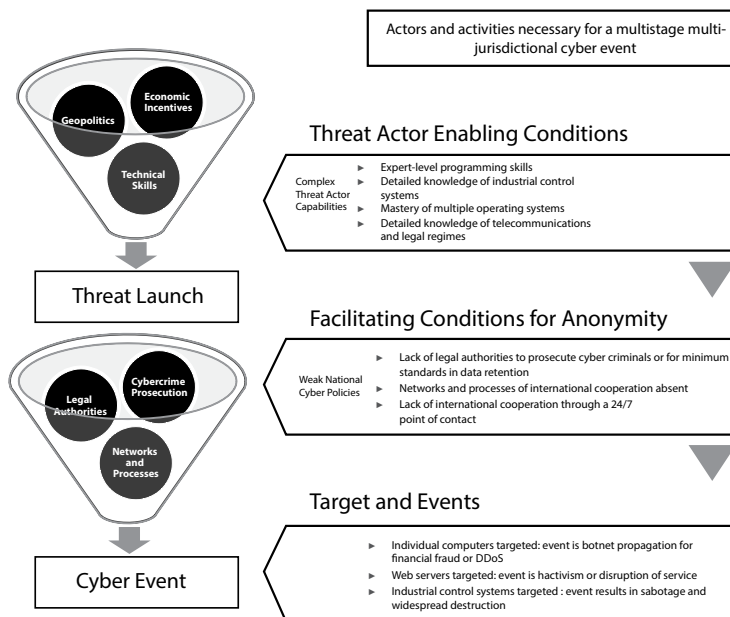 Actors and activities necessary for a multistage multi-
jurisdictional cyber event
Economic
Incentives
Geopolitics
Technical
Skills
Threat Launch
Threat Actor Enabling Conditions
Complex
Threat Actor
Capabilities
► Expert-level programming skills
► Detailed knowledge of industrial control
systems
► Mastery of multiple operating systems
► Detailed knowledge of telecommunications
and legal regimes
Facilitating Conditions for Anonymity
Cybercrime
Prosecution
Legal
Authorities
Networks
and
Processes
Weak National
Cyber Policies
► Lack of legal authorities to prosecute cyber criminals or for minimum
standards in data retention
► Networks and processes of international cooperation absent
► Lack of international cooperation through a 24/7
point of contact
Cyber Event
Target and Events
► Individual computers targeted: event is botnet propagation for
financial fraud or DDoS
► Web servers targeted: event is hactivism or disruption of service
► Industrial control systems targeted : event results in sabotage and
widespread destruction